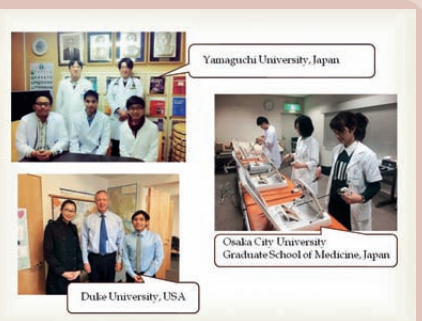 Yamaguchi University, Japan
Osaka City University
Graduate School of Medicine, Japan
Duke University, USA